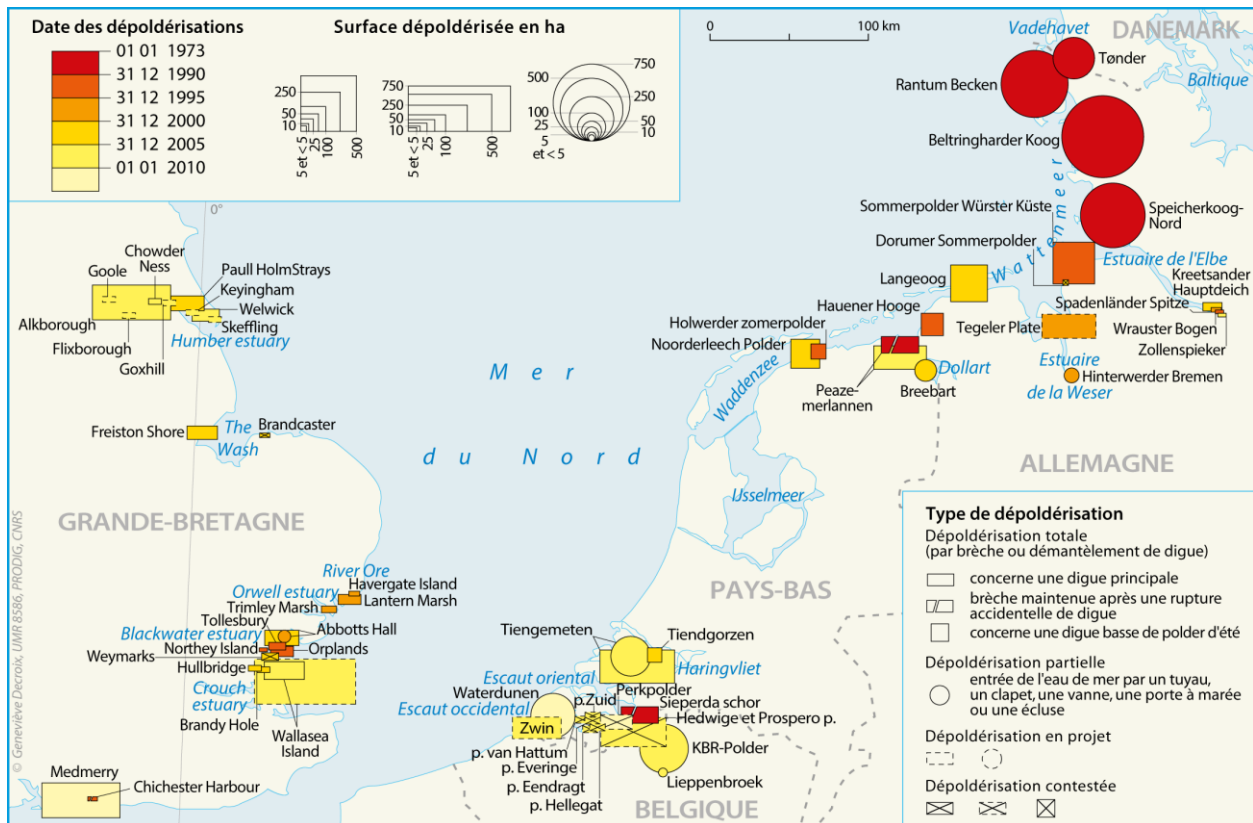 Date des dépoldérisations
01 01 1973
31 12 1990
31 12 1995
31 12 2000
31 12 2005
01 01 2010
Surface dépoldérisée en ha
250
50
10
5 et < 5
25
100
500
750
250
100
50
10
5 et < 5
25
100
500
750
500
250
100
50
25
10
5
et < 5
0
100 km
Vadehavet
DANEMARK
Tønder
Rantum Becken
Baltique
Beltringharder Koog
Sommerpolder Würster Küste
Speicherkoog-
Nord
Dorumer Sommerpolder
Wattenmeer
Estuaire de l'Elbe
Langeoog
Kreetsander
Hauptdeich
Hauener Hooge
Spadenländer Spitze
Holwerder zomerpolder
Tegeler Plate
Wrauster Bogen
Noorderleech Polder
Zollenspieker
Waddenzee
Peaze-
merlannen
Dollart
Breebart
Estuaire
de la Weser
Hinterwerder Bremen
ALLEMAGNE
0°
Chowder
Ness
Goole
Paull HolmStrays
Keyingham
Welwick
Skeffling
Alkborough
Flixborough
Humber estuary
Goxhill
Mer
du Nord
Freiston Shore
The
Wash
Brandcaster
IJsselmeer
GRANDE-BRETAGNE
PAYS-BAS
River Ore
Havergate Island
Orwell estuary
Lantern Marsh
Trimley Marsh
Tollesbury
Blackwater estuary
Abbotts Hall
Northey Island
Orplands
Weymarks
Hullbridge
Crouch
estuary
Brandy Hole
Wallasea
Island
Medmerry
Chichester Harbour
Tiengemeten
Tiendgorzen
Haringvliet
Escaut oriental
Perkpolder
Waterdunen
p.Zuid
Sieperda schor
Escaut occidental
Hedwige et Prospero p.
Zwin
p. van Hattum
KBR-Polder
p. Everinge
p. Eendragt
Lieppenbroek
p. Hellegat
BELGIQUE
Type de dépoldérisation
Dépoldérisation totale
(par brèche ou démantèlement de digue)
concerne une digue principale
brèche maintenue après une rupture
accidentelle de digue
concerne une digue basse de polder d'été
Dépoldérisation partielle
entrée de l'eau de mer par un tuyau,
un clapet, une vanne, une porte à marée
ou une écluse
Dépoldérisation en projet
Dépoldérisation contestée
© Geneviève Decroix, UMR 8586, PRODIG, CNRS